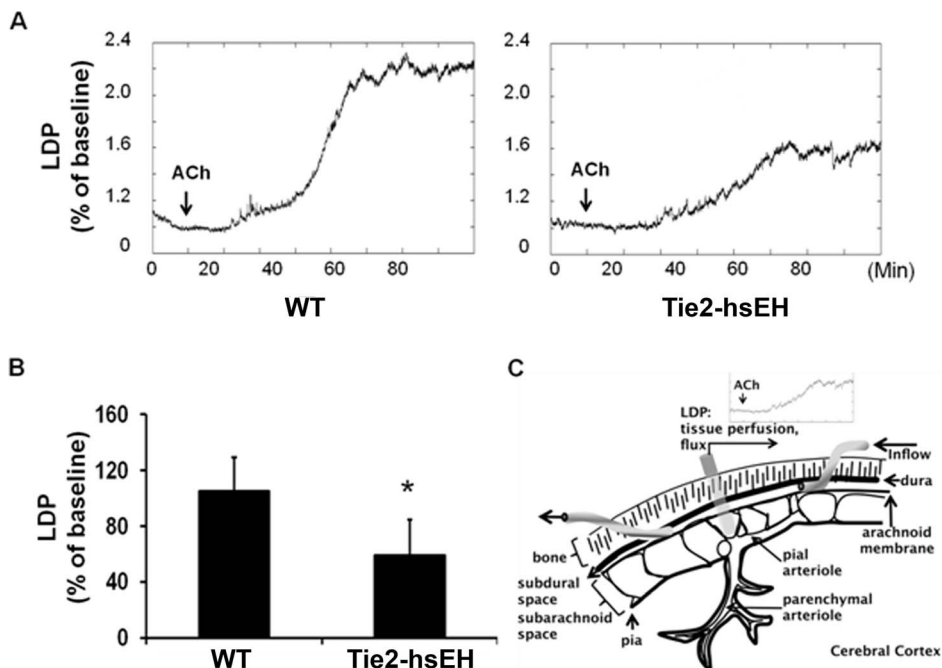 A
LDP
(% of baseline)
2.4
2.0
1.6
1.2
0
ACh
0 20 40 60 80
WT
2.4
2.0
1.6
1.2
0
ACh
0 20 40 60 80 (Min)
Tie2-hsEH
B
LDP
(% of baseline)
160
120
80
40
0
*
WT Tie2-hsEH
C
ACh
LDP:
tissue perfusion,
flux
Inflow
dura
arachnoid
membrane
bone
pial
arteriole
subdural
space
subarachnoid
space
parenchymal
arteriole
pia
Cerebral Cortex